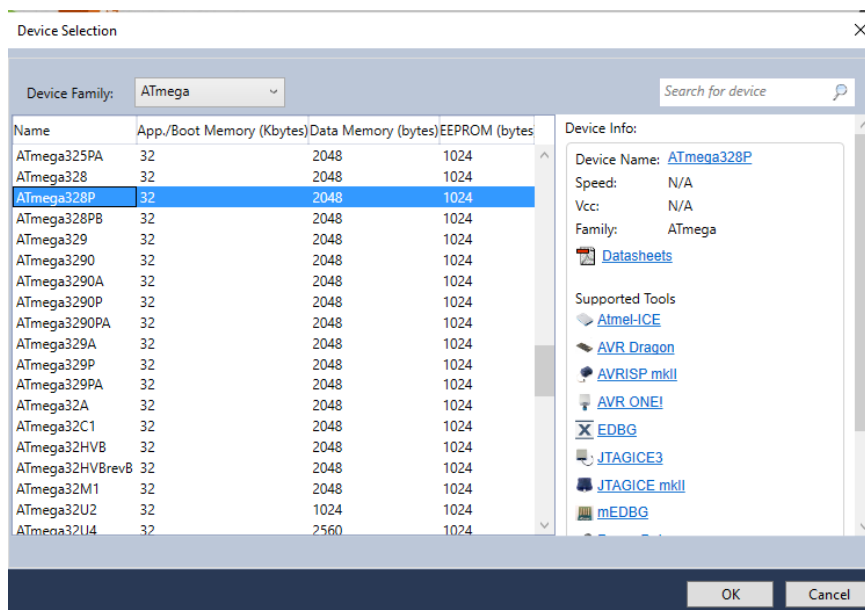 Device Selection
Device Family: ATmega
Search for device
Name App./Boot Memory (Kbytes) Data Memory (bytes) EEPROM (bytes
ATmega325PA 32 2048 1024
ATmega328 32 2048 1024
ATmega328P 32 2048 1024
ATmega328PB 32 2048 1024
ATmega329 32 2048 1024
ATmega3290 32 2048 1024
ATmega3290A 32 2048 1024
ATmega3290P 32 2048 1024
ATmega3290PA 32 2048 1024
ATmega329A 32 2048 1024
ATmega329P 32 2048 1024
ATmega329PA 32 2048 1024
ATmega32A 32 2048 1024
ATmega32C1 32 2048 1024
ATmega32HVB 32 2048 1024
ATmega32HVBrevB 32 2048 1024
ATmega32M1 32 2048 1024
ATmega32U2 32 1024 1024
ATmega32U4 32 2560 1024
Device Info:
Device Name: ATmega328P
Speed: N/A
Vcc: N/A
Family: ATmega
Datasheets
Supported Tools
Atmel-ICE
AVR Dragon
AVRISP mkII
AVR ONE!
EDBG
JTAGICE3
JTAGICE mkII
mEDBG
OK Cancel